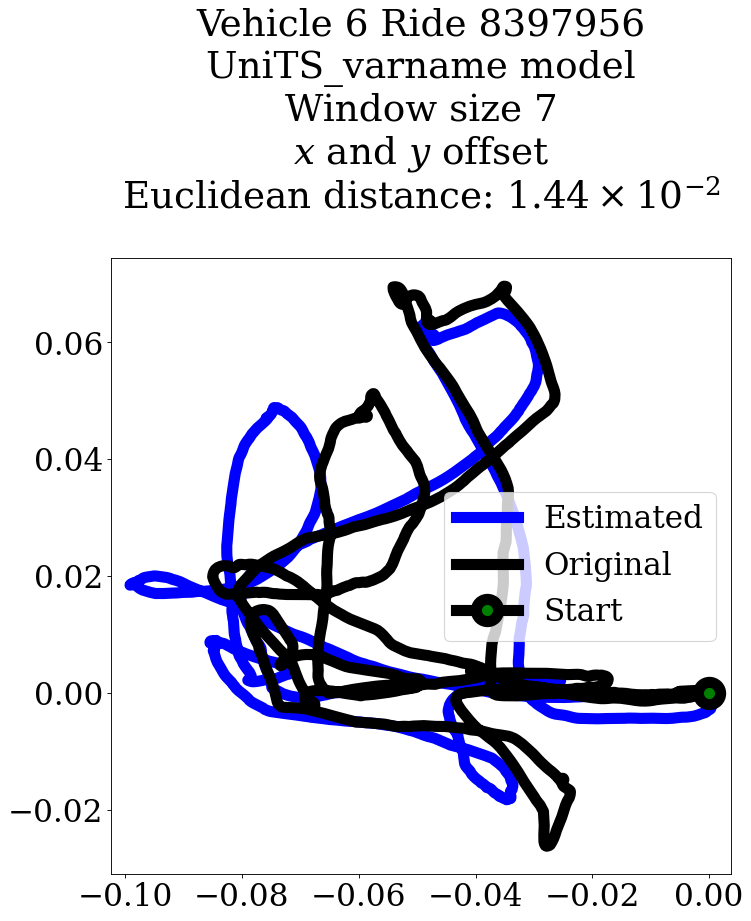 Vehicle 6 Ride 8397956
UniTS_varname model
Window size 7
x and y offset
Euclidean distance: 1.44 × 10⁻²
0.06
0.04
0.02
0.00
−0.02
Estimated
Original
Start
−0.10 −0.08 −0.06 −0.04 −0.02 0.00